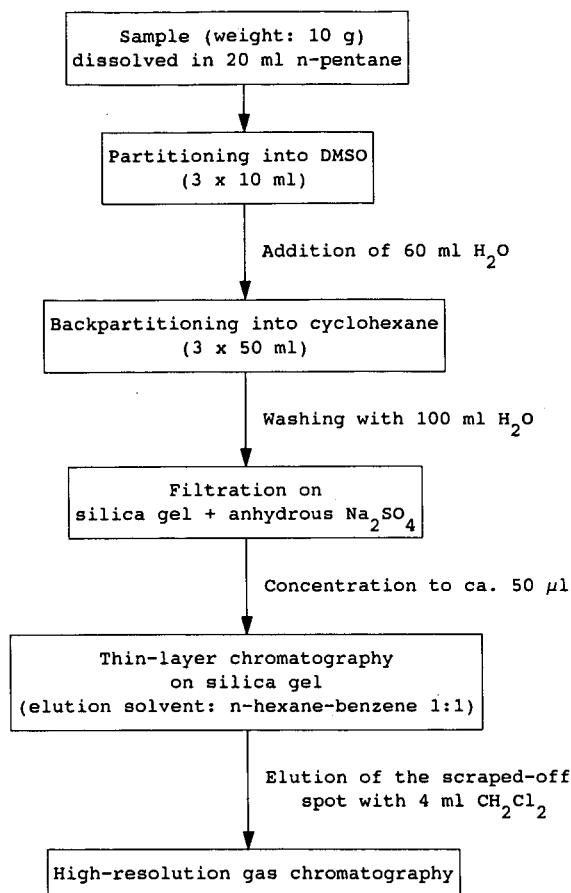 Sample (weight: 10 g)
dissolved in 20 ml n-pentane
Partitioning into DMSO
(3 x 10 ml)
Addition of 60 ml H₂O
Backpartitioning into cyclohexane
(3 x 50 ml)
Washing with 100 ml H₂O
Filtration on
silica gel + anhydrous Na₂SO₄
Concentration to ca. 50 μl
Thin-layer chromatography
on silica gel
(elution solvent: n-hexane-benzene 1:1)
Elution of the scraped-off
spot with 4 ml CH₂Cl₂
High-resolution gas chromatography